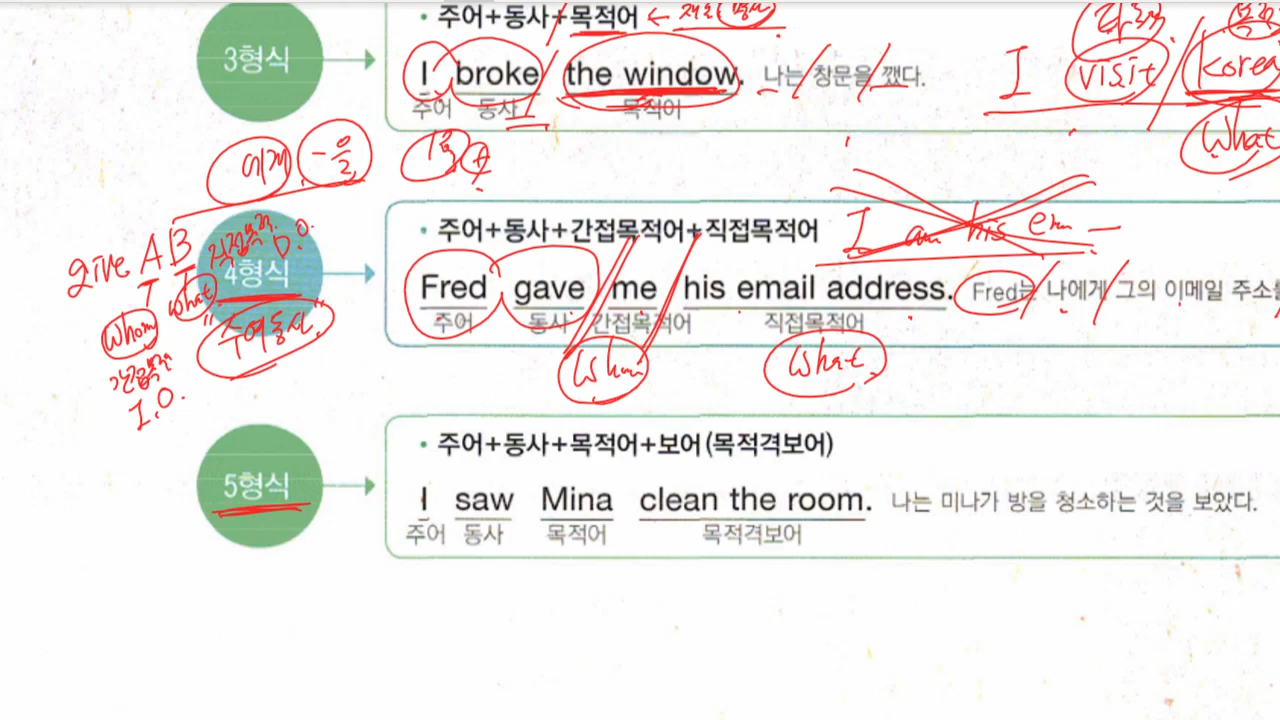 • 주어+동사+목적어 ←
3형식
I broke the window. 나는 창문을 깼다.
주어 동사 목적어
I visit Korea
What
에게 -을
• 주어+동사+간접목적어+직접목적어
I am his
give A B 직접목적 D.O.
4형식
Fred gave me his email address. Fred는 나에게 그의 이메일 주소를
주어 동사 간접목적어 직접목적어
whom what
"주어동사"
whom what
간접목적
I.O.
• 주어+동사+목적어+보어(목적격보어)
5형식
I saw Mina clean the room. 나는 미나가 방을 청소하는 것을 보았다.
주어 동사 목적어 목적격보어